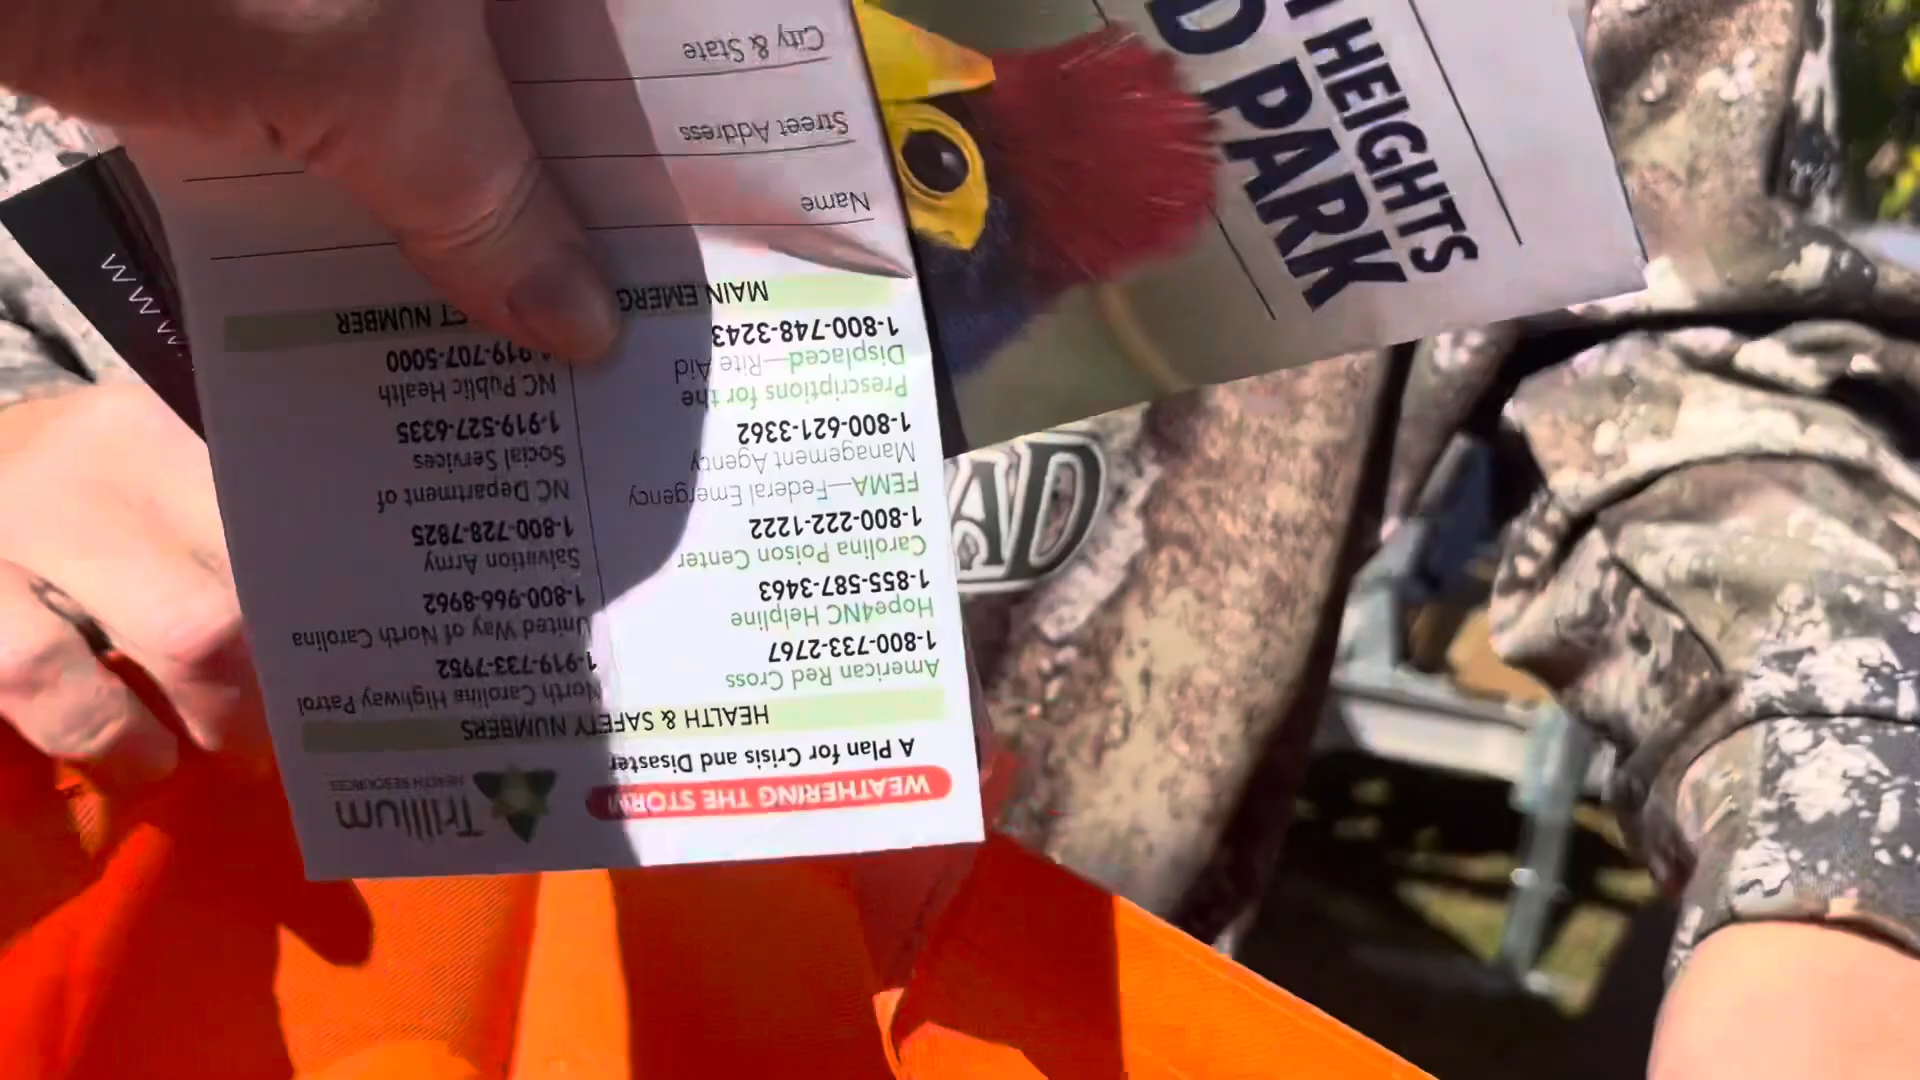 WEATHERING THE STORM
A Plan for Crisis and Disaster
Trillium
HEALTH RESOURCES
HEALTH & SAFETY NUMBERS
American Red Cross
1-800-733-2767
Hope4NC Helpline
1-855-587-3463
Carolina Poison Center
1-800-222-1222
FEMA—Federal Emergency
Management Agency
1-800-621-3362
Prescriptions for the
Displaced—Rite Aid
1-800-748-3243
North Carolina Highway Patrol
1-919-733-7952
United Way of North Carolina
1-800-966-8962
Salvation Army
1-800-728-7825
NC Department of
Social Services
1-919-527-6335
NC Public Health
1-919-707-5000
MAIN EMERG
CT NUMBER
Name
Street Address
City & State
HEIGHTS
D PARK
AD